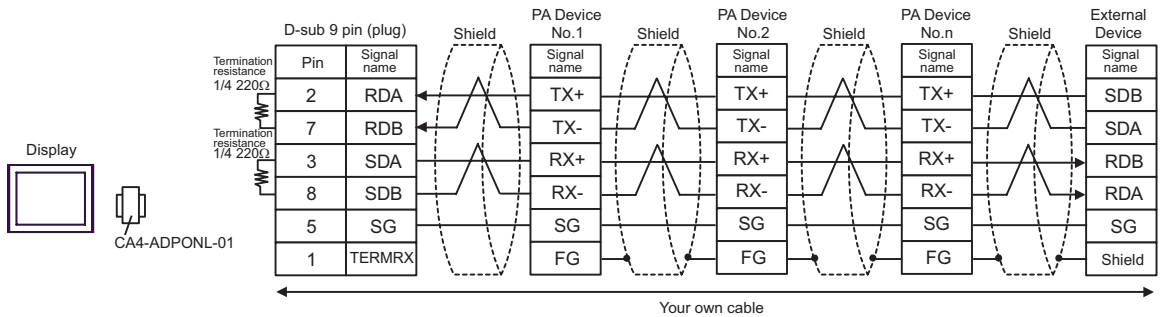 D-sub 9 pin (plug)
Shield
PA Device
No.1
Shield
PA Device
No.2
Shield
PA Device
No.n
Shield
External
Device
Termination
resistance
1/4 220Ω
Pin
Signal
name
Signal
name
Signal
name
Signal
name
Signal
name
2
RDA
TX+
TX+
TX+
SDB
7
RDB
TX-
TX-
TX-
SDA
Termination
resistance
1/4 220Ω
3
SDA
RX+
RX+
RX+
RDB
8
SDB
RX-
RX-
RX-
RDA
5
SG
SG
SG
SG
SG
1
TERMRX
FG
FG
FG
Shield
Display
CA4-ADPONL-01
Your own cable